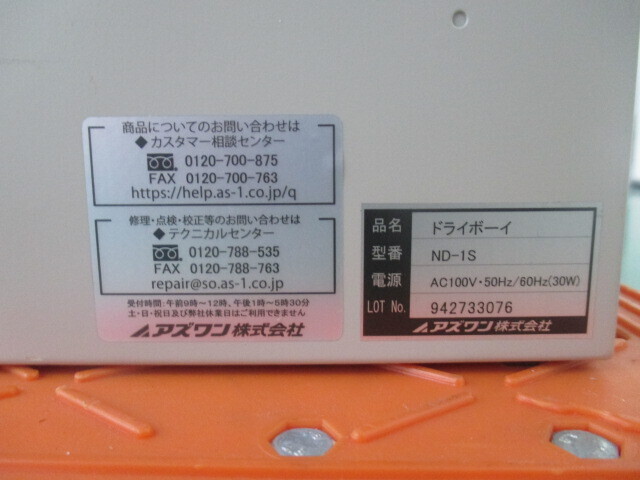 商品についてのお問い合わせは
◆カスタマー相談センター
0120-700-875
FAX 0120-700-763
https://help.as-1.co.jp/q
修理・点検・校正等のお問い合わせは
◆テクニカルセンター
0120-788-535
FAX 0120-788-763
repair@so.as-1.co.jp
受付時間:午前9時~12時、午後1時~5時30分
土・日・祝日及び弊社休業日はご利用できません
アズワン株式会社
品名 ドライボーイ
型番 ND-1S
電源 AC100V・50Hz/60Hz(30W)
LOT No. 942733076
アズワン株式会社